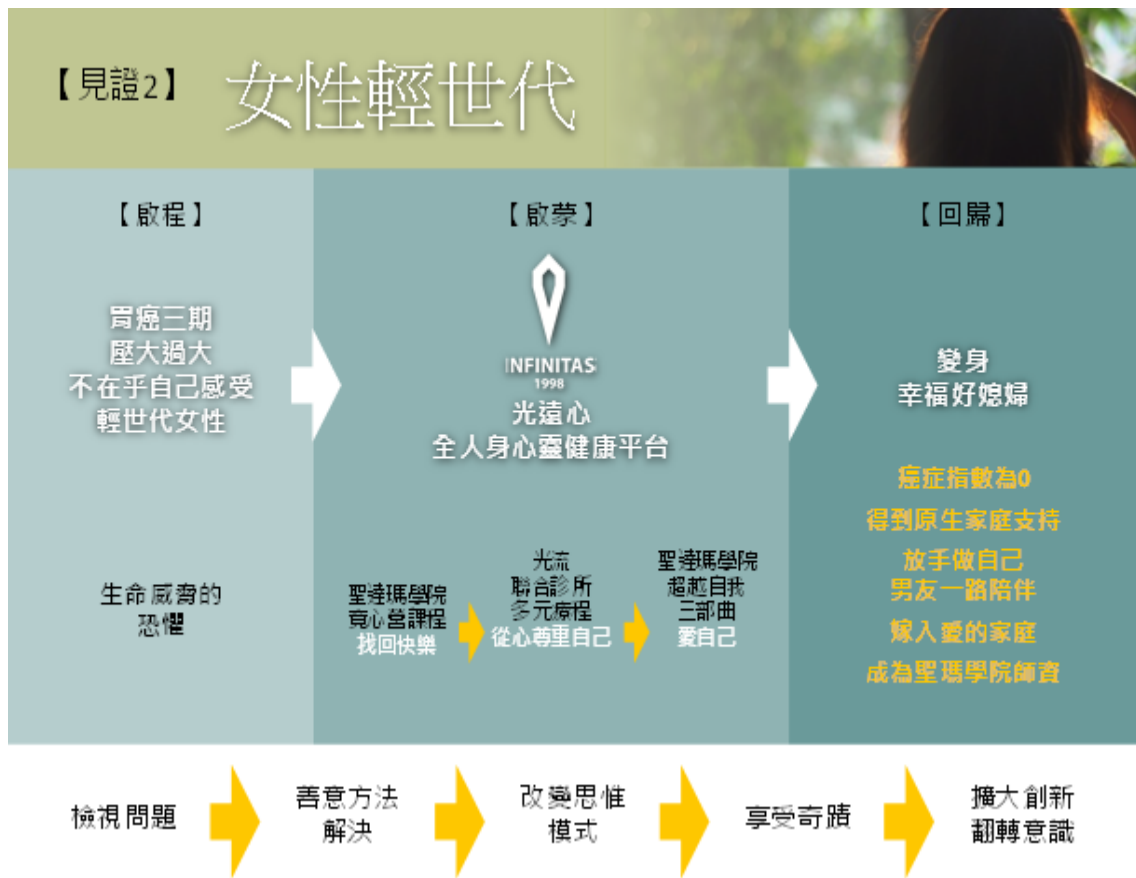 【見證2】
女性輕世代
【啟程】
胃癌三期
壓大過大
不在乎自己感受
輕世代女性
生命威脅的
恐懼
【啟蒙】
INFINITAS
1998
光遠心
全人身心靈健康平台
聖達瑪學院
竟心營課程
找回快樂
光流
聯合診所
多元療程
從心尊重自己
聖達瑪學院
超越自我
三部曲
愛自己
【回歸】
變身
幸福好媳婦
癌症指數為0
得到原生家庭支持
放手做自己
男友一路陪伴
嫁入愛的家庭
成為聖瑪學院師資
檢視問題
善意方法
解決
改變思惟
模式
享受奇蹟
擴大創新
翻轉意識